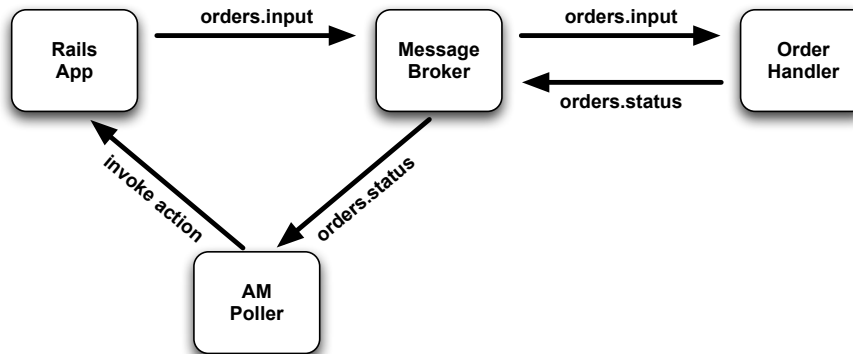 orders.input
orders.input
Rails
App
Message
Broker
Order
Handler
orders.status
invoke action
orders.status
AM
Poller